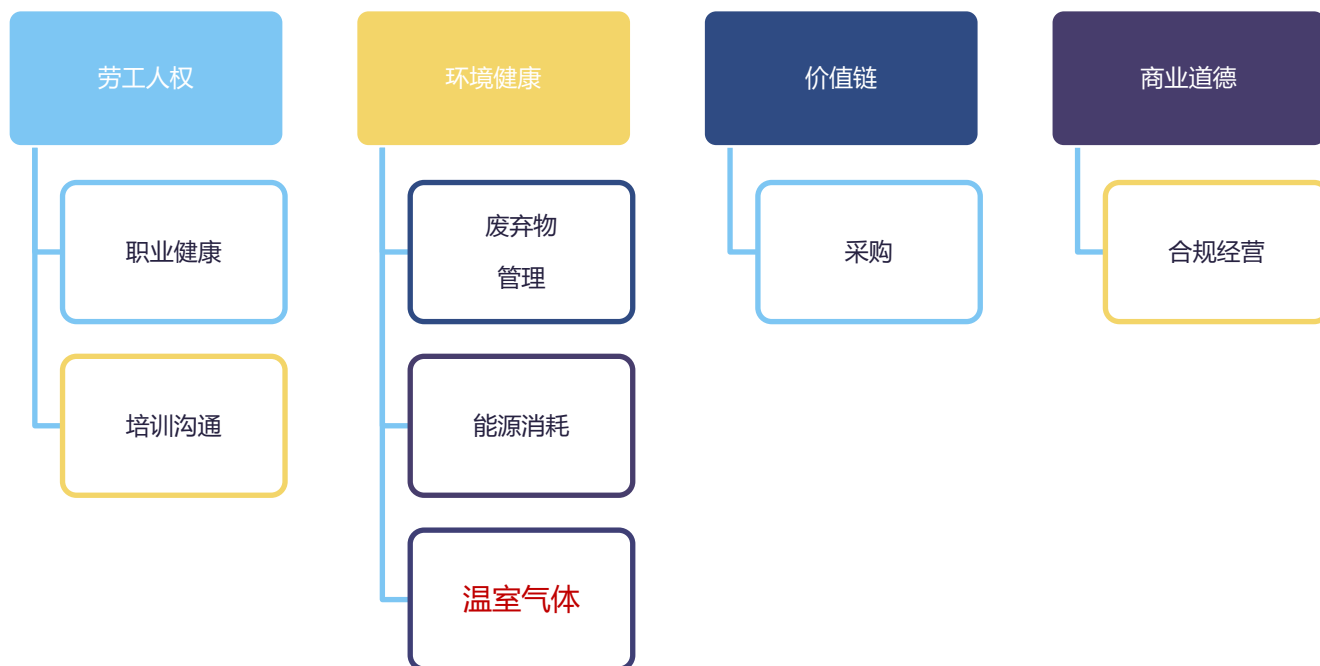 劳工人权
环境健康
价值链
商业道德
职业健康
废弃物
管理
采购
合规经营
培训沟通
能源消耗
温室气体